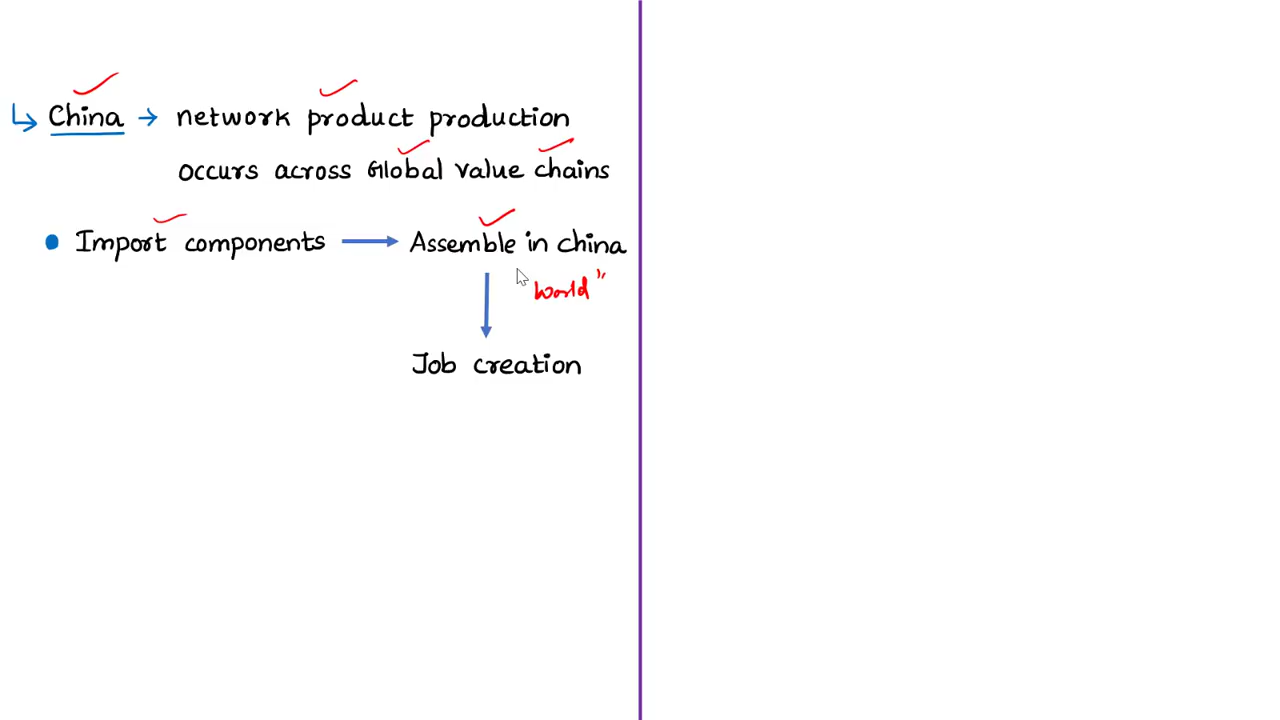 ↳ China → network product production
occurs across Global value chains
• Import components → Assemble in china
world"
Job creation